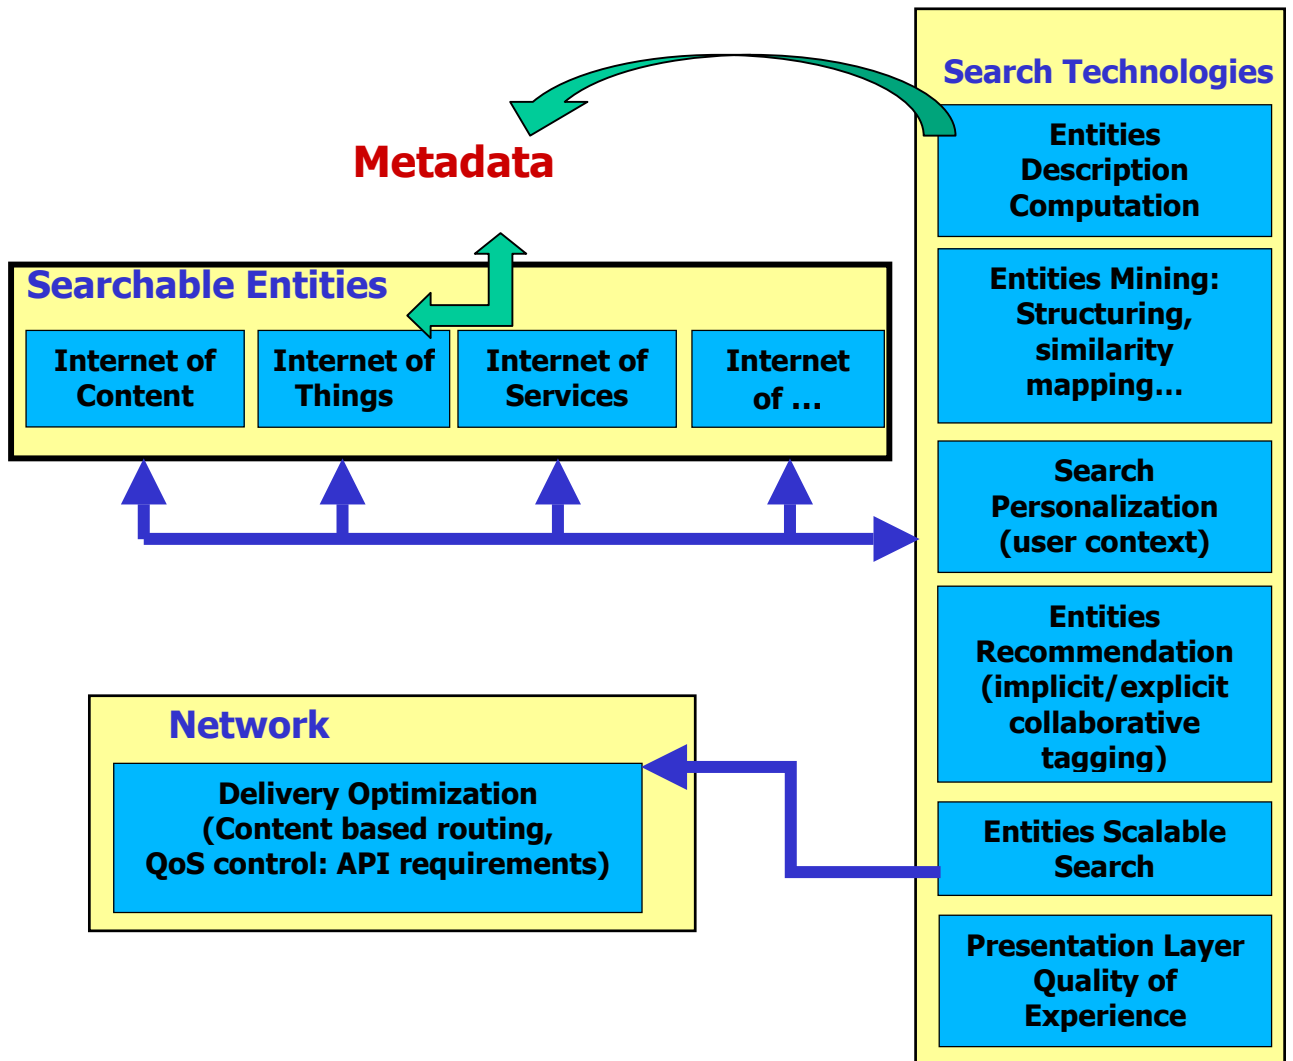 Search Technologies
Entities
Description
Computation
Metadata
Entities Mining:
Structuring,
similarity
mapping...
Searchable Entities
Internet of
Content
Internet of
Things
Internet of
Services
Internet
of ...
Search
Personalization
(user context)
Entities
Recommendation
(implicit/explicit
collaborative
tagging)
Network
Delivery Optimization
(Content based routing,
QoS control: API requirements)
Entities Scalable
Search
Presentation Layer
Quality of
Experience